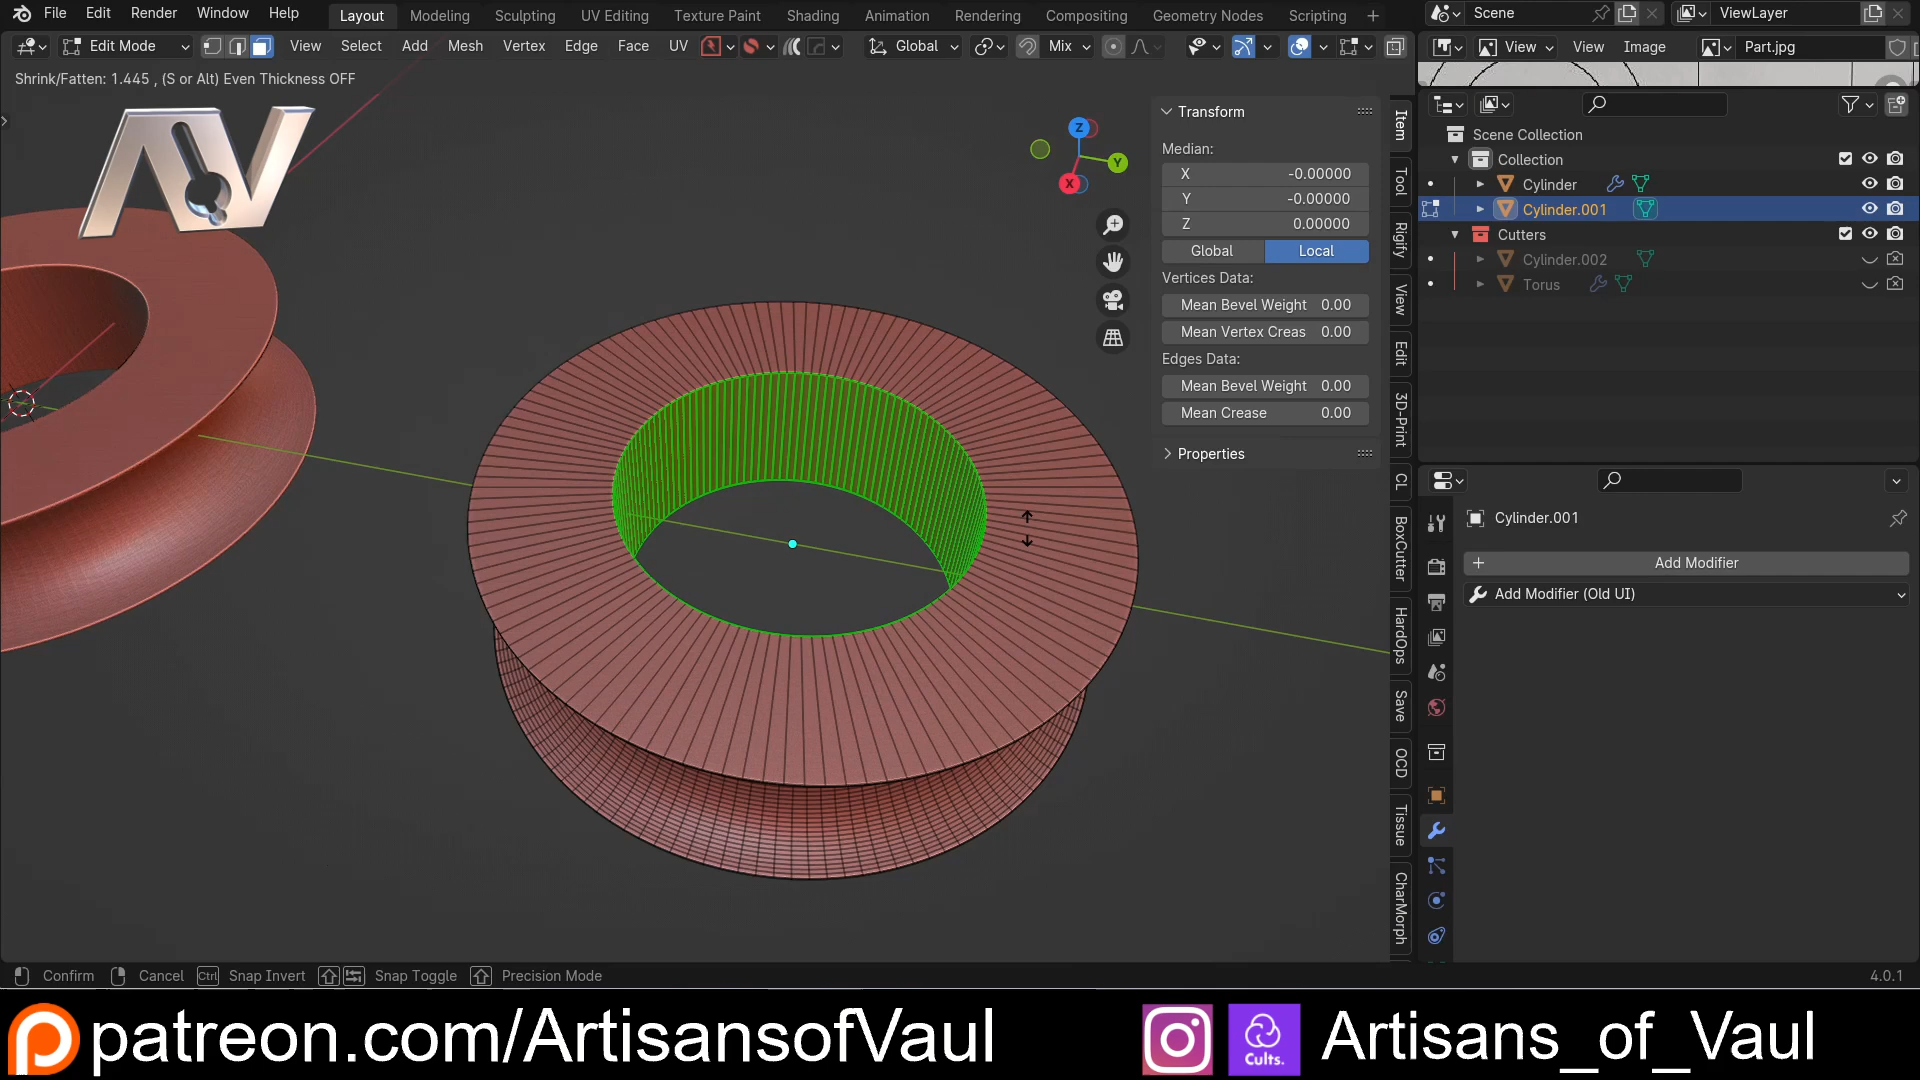 File Edit Render Window Help Layout Modeling Sculpting UV Editing Texture Paint Shading Animation Rendering Compositing Geometry Nodes Scripting + Scene ViewLayer
Edit Mode View Select Add Mesh Vertex Edge Face UV Global Mix View View Image Part.jpg
Shrink/Fatten: 1.445 , (S or Alt) Even Thickness OFF
AV
Z
Y
X
Transform
Median:
X -0.00000
Y -0.00000
Z 0.00000
Global Local
Vertices Data:
Mean Bevel Weight 0.00
Mean Vertex Creas 0.00
Edges Data:
Mean Bevel Weight 0.00
Mean Crease 0.00
Properties
Item
Tool
Rigify
View
Edit
3D-Print
CL
BoxCutter
HardOps
Save
OCD
Tissue
CharMorph
Scene Collection
Collection
Cylinder
Cylinder.001
Cutters
Cylinder.002
Torus
Cylinder.001
+ Add Modifier
Add Modifier (Old UI)
Confirm Cancel Ctrl Snap Invert Snap Toggle Precision Mode 4.0.1
patreon.com/ArtisansofVaul Cults. Artisans_of_Vaul